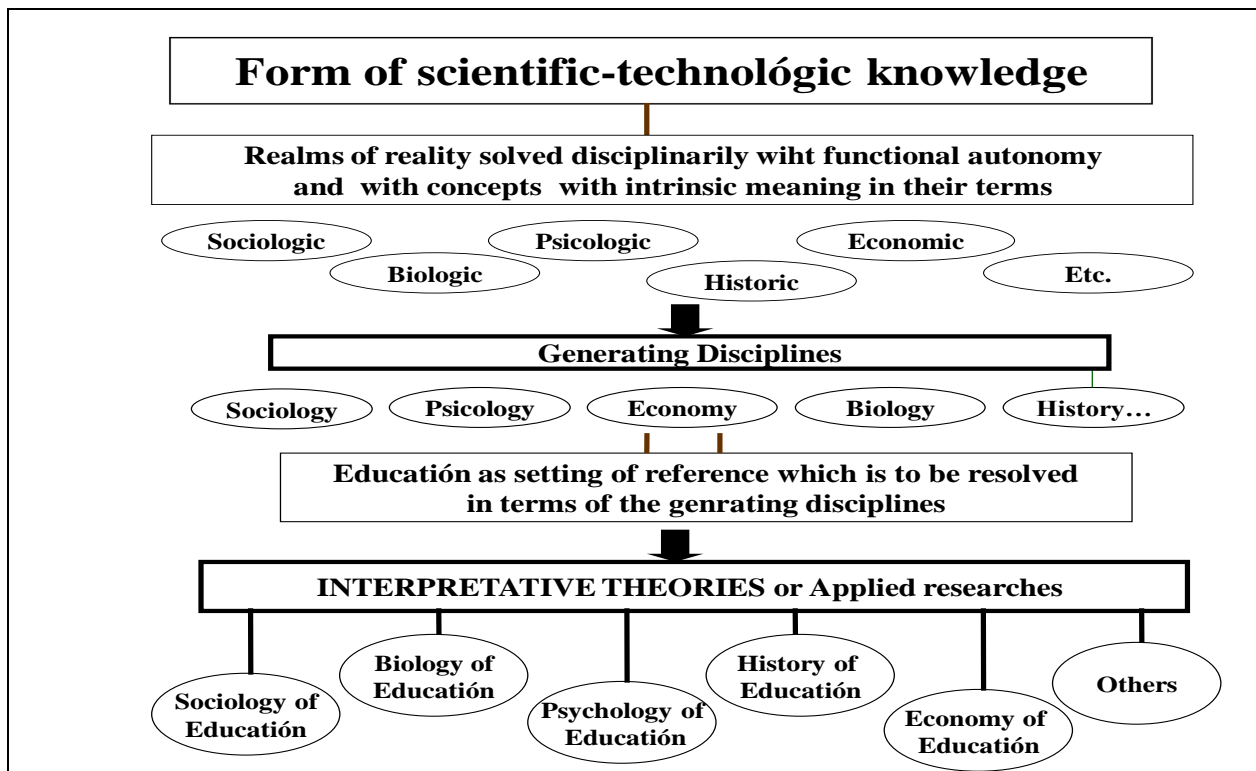 Form of scientific-technológic knowledge
Realms of reality solved disciplinarily wiht functional autonomy
and with concepts with intrinsic meaning in their terms
Sociologic
Psicologic
Economic
Biologic
Historic
Etc.
Generating Disciplines
Sociology
Psicology
Economy
Biology
History…
Educatión as setting of reference which is to be resolved
in terms of the genrating disciplines
INTERPRETATIVE THEORIES or Applied researches
Sociology of
Educatión
Biology of
Educatión
Psychology of
Educatión
History of
Educatión
Economy of
Educatión
Others